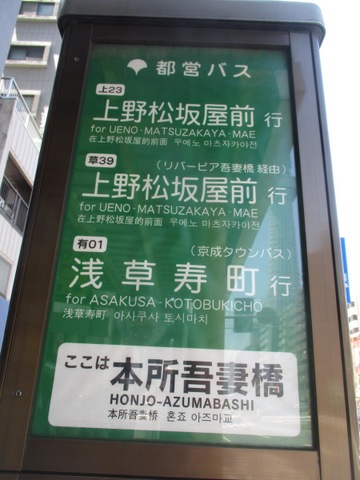 都営バス
上23
上野松坂屋前 行
for UENO-MATSUZAKAYA-MAE
在上野松坂屋的前面 우에노 마츠자카야전
草39
(リバーピア吾妻橋 経由)
上野松坂屋前 行
for UENO-MATSUZAKAYA-MAE
在上野松坂屋的前面 우에노 마츠자카야전
有01
(京成タウンバス)
浅草寿町 行
for ASAKUSA-KOTOBUKICHO
浅草寿町 아사쿠사 토시마치
ここは 本所吾妻橋
HONJO-AZUMABASHI
本所吾妻橋 혼죠 아즈마교